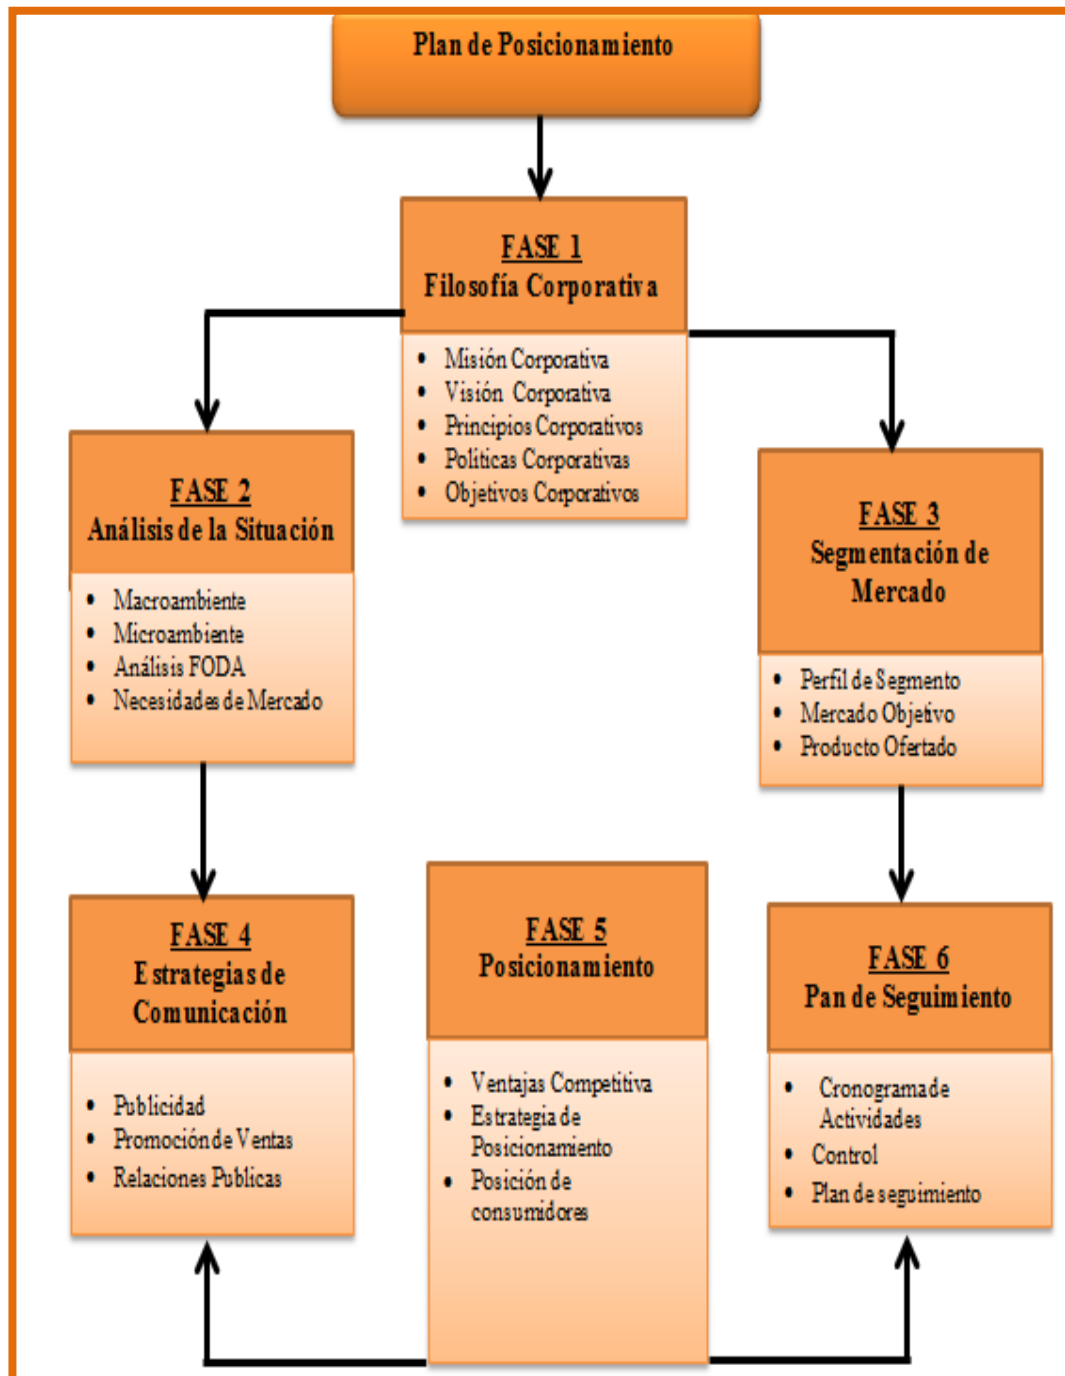 Plan de Posicionamiento
FASE 1
Filosofía Corporativa
• Misión Corporativa
• Visión Corporativa
• Principios Corporativos
• Políticas Corporativas
• Objetivos Corporativos
FASE 2
Análisis de la Situación
• Macroambiente
• Microambiente
• Análisis FODA
• Necesidades de Mercado
FASE 3
Segmentación de
Mercado
• Perfil de Segmento
• Mercado Objetivo
• Producto Ofertado
FASE 4
Estrategias de
Comunicación
• Publicidad
• Promoción de Ventas
• Relaciones Publicas
FASE 5
Posicionamiento
• Ventajas Competitiva
• Estrategia de
Posicionamiento
• Posición de
consumidores
FASE 6
Pan de Seguimiento
• Cronograma de
Actividades
• Control
• Plan de seguimiento